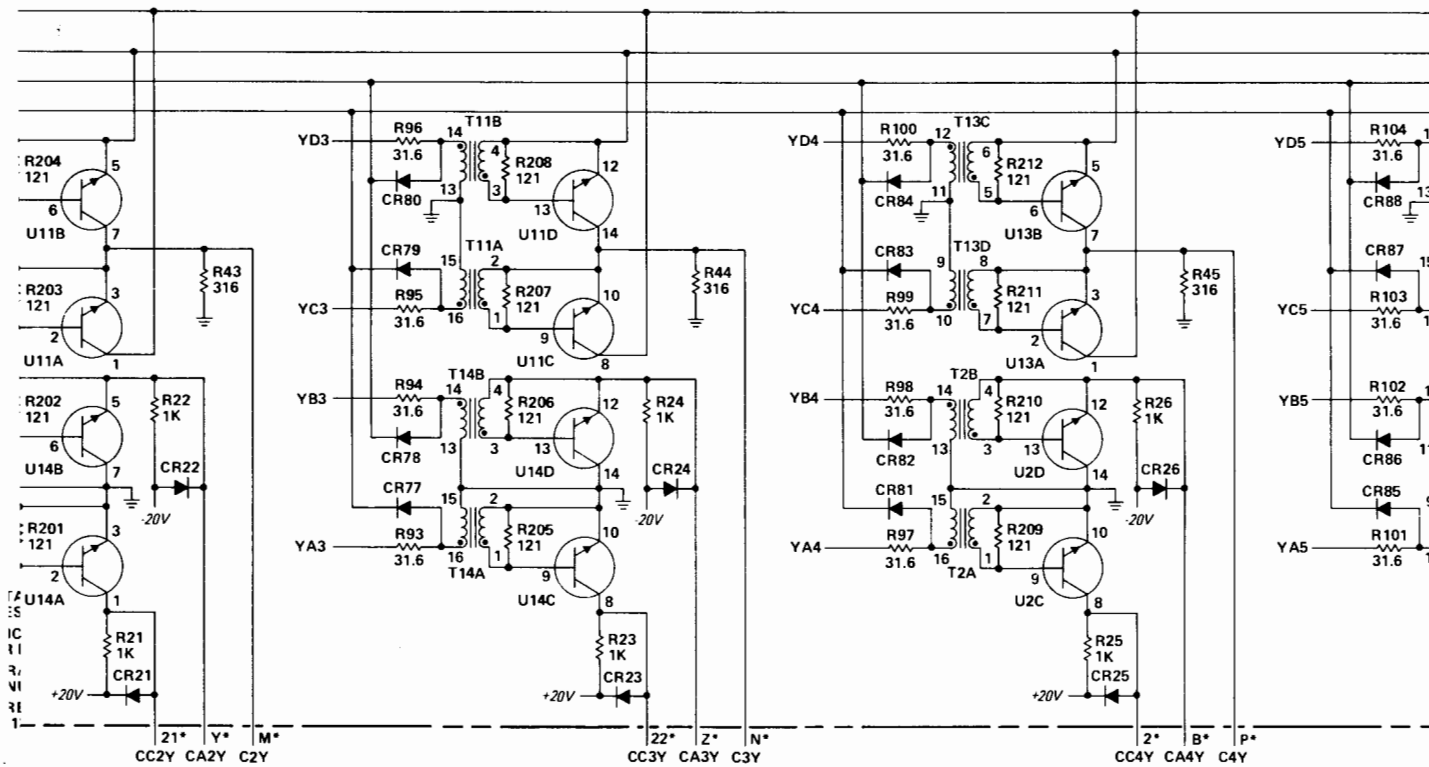 T11B
T13C
YD3
R96
31.6
14
4
R208
121
12
YD4
R100
31.6
12
6
R212
121
5
YD5
R104
31.6
R204
121
5
6
U11B
7
CR80
13
3
13
U11D
14
CR84
11
5
6
U13B
7
CR88
13
R43
316
CR79
T11A
15
2
R44
316
CR83
T13D
9
8
R45
316
CR87
15
R203
121
3
2
U11A
1
YC3
R95
31.6
16
R207
121
1
10
9
U11C
8
YC4
R99
31.6
10
R211
121
7
3
2
U13A
1
YC5
R103
31.6
R202
121
5
6
U14B
7
R22
1K
CR22
-20V
YB3
R94
31.6
T14B
14
4
R206
121
12
CR78
13
3
13
U14D
14
R24
1K
CR24
-20V
YB4
R98
31.6
T2B
14
4
R210
121
12
CR82
13
3
13
U2D
14
R26
1K
CR26
-20V
YB5
R102
31.6
CR86
11
R201
121
3
2
U14A
1
CR77
15
2
YA3
R93
31.6
16
T14A
R205
121
1
10
9
U14C
8
CR81
15
2
YA4
R97
31.6
16
T2A
R209
121
1
10
9
U2C
8
CR85
9
YA5
R101
31.6
R21
1K
CR21
+20V
R23
1K
CR23
+20V
R25
1K
CR25
+20V
21* Y* M*
CC2Y CA2Y C2Y
22* Z* N*
CC3Y CA3Y C3Y
2* B* P*
CC4Y CA4Y C4Y